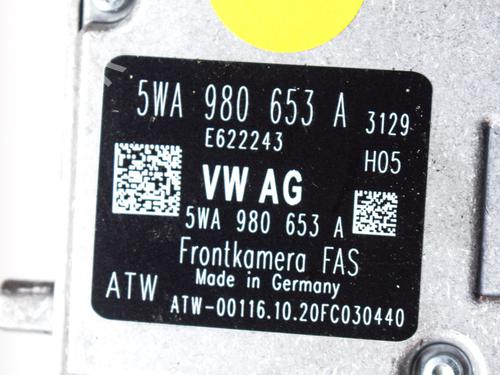 5WA 980 653 A 3129
E622243
H05
VW AG
5WA 980 653 A
Frontkamera FAS
Made in Germany
ATW
ATW-00116.10.20FC030440